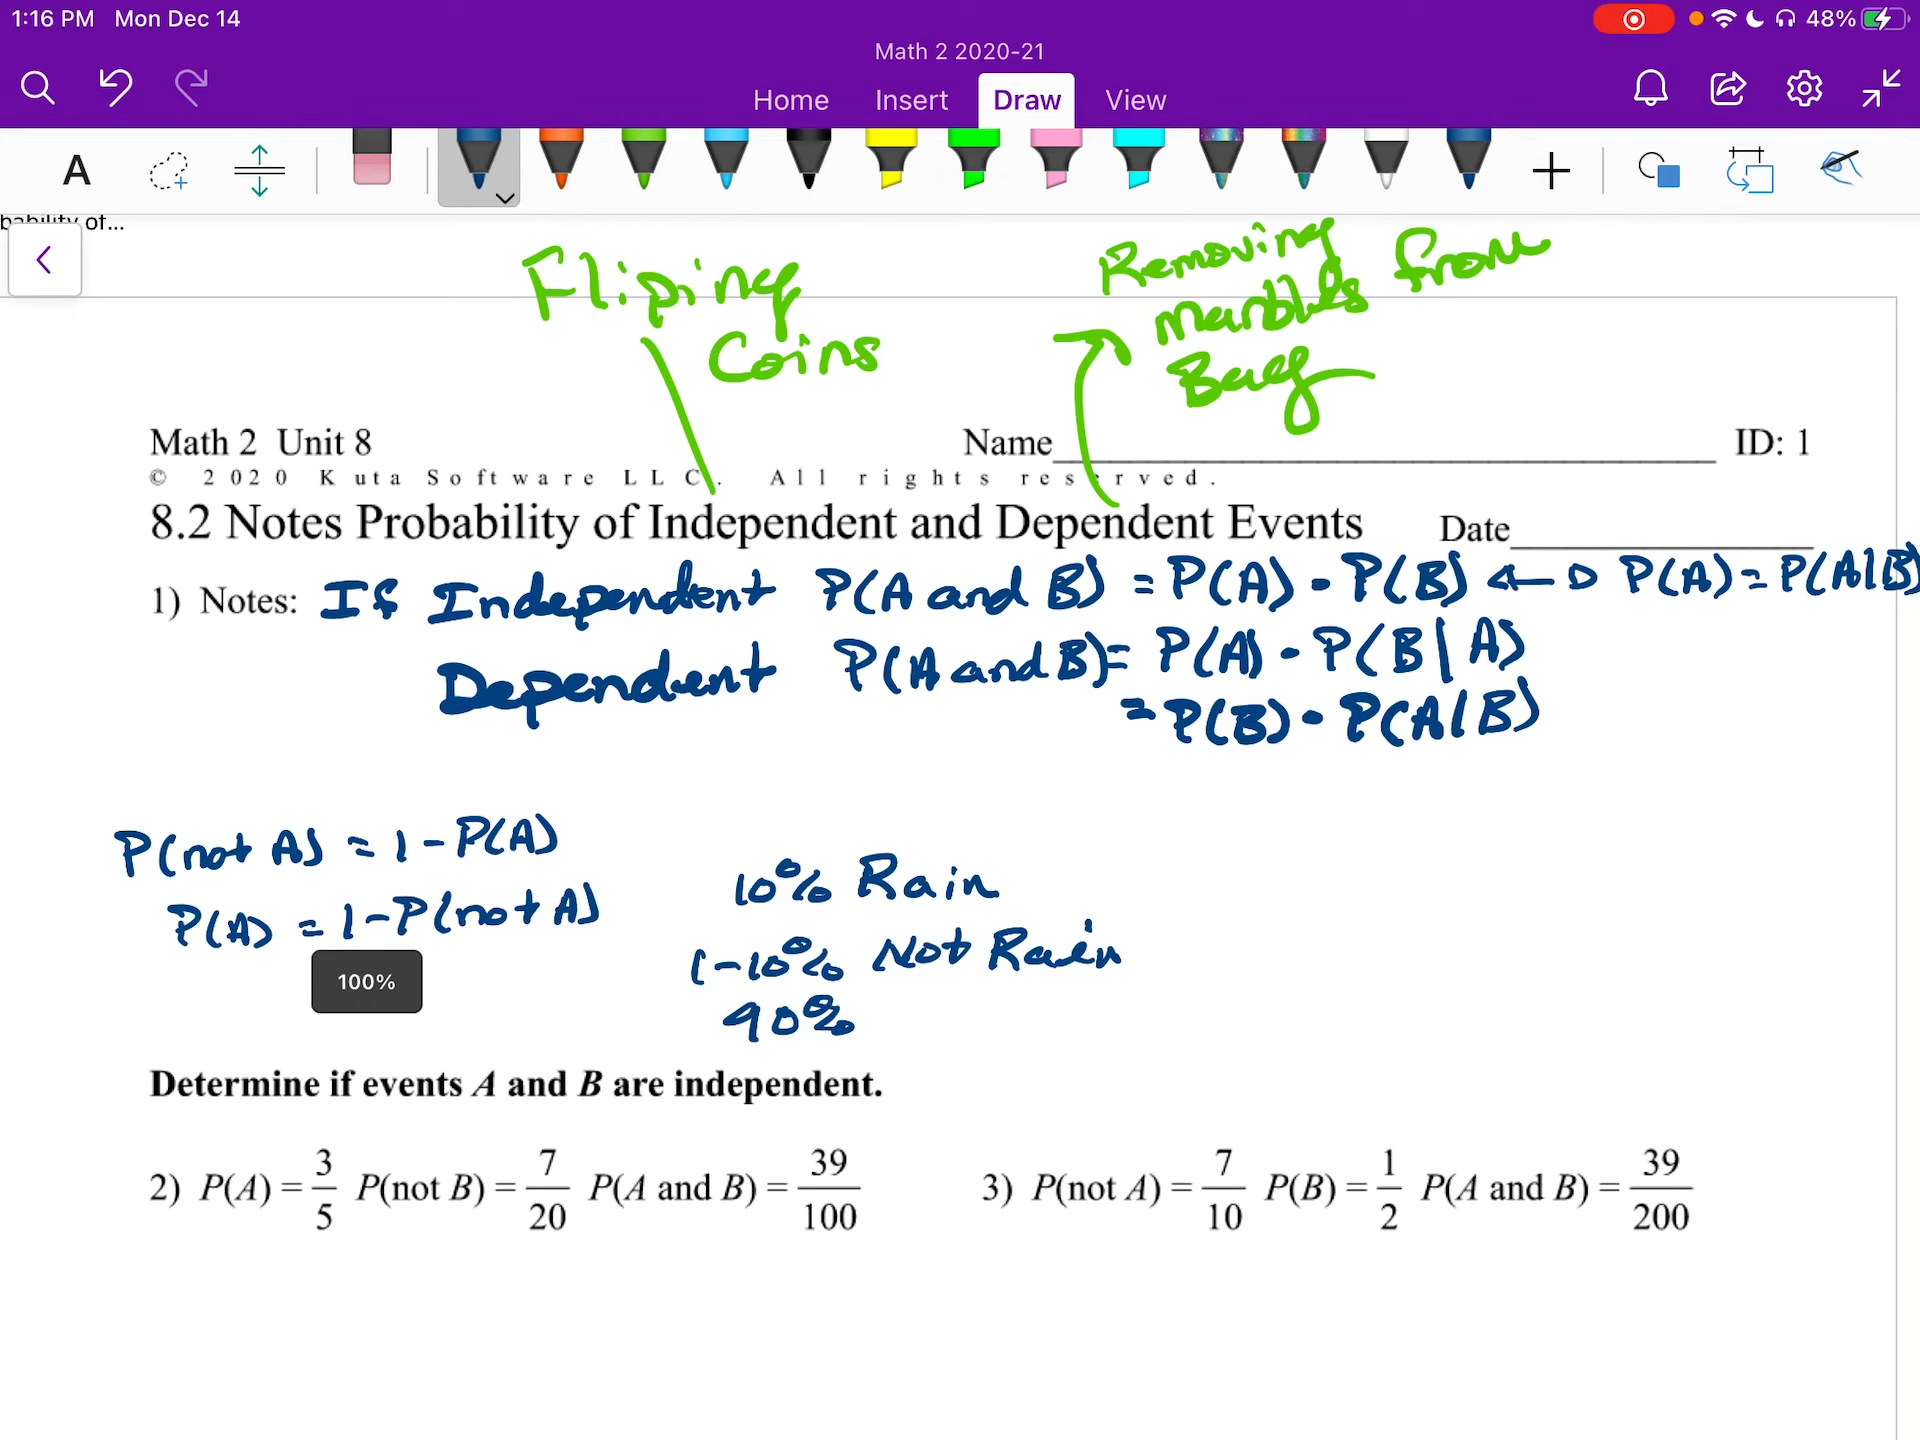 1:16 PM Mon Dec 14
48%
Math 2 2020-21
Home Insert Draw View
A
bability of...
Fliping
Coins
Removing
Marbles from
Bag
Math 2 Unit 8 Name ID: 1
© 2020 Kuta Software LLC. All rights reserved.
8.2 Notes Probability of Independent and Dependent Events Date
1) Notes: If Independent P(A and B) = P(A) · P(B) ↔ P(A) = P(A|B)
Dependent P(A and B) = P(A) · P(B|A)
= P(B) · P(A|B)
P(not A) = 1 - P(A)
P(A) = 1 - P(not A)
100%
10% Rain
1-10% Not Rain
90%
Determine if events A and B are independent.
2) P(A) = 3/5 P(not B) = 7/20 P(A and B) = 39/100
3) P(not A) = 7/10 P(B) = 1/2 P(A and B) = 39/200